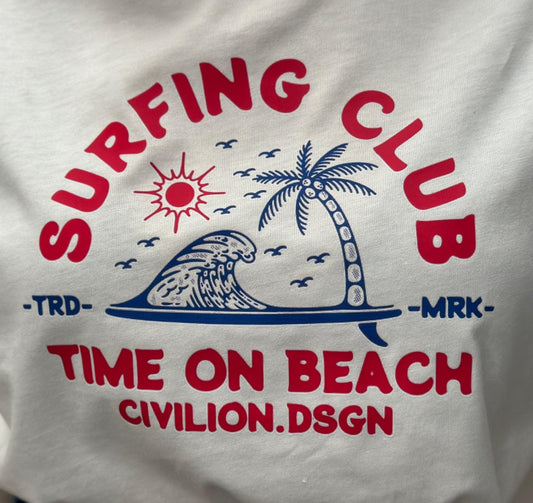 SURFING CLUB
-TRD-
-MRK-
TIME ON BEACH
CIVILION.DSGN